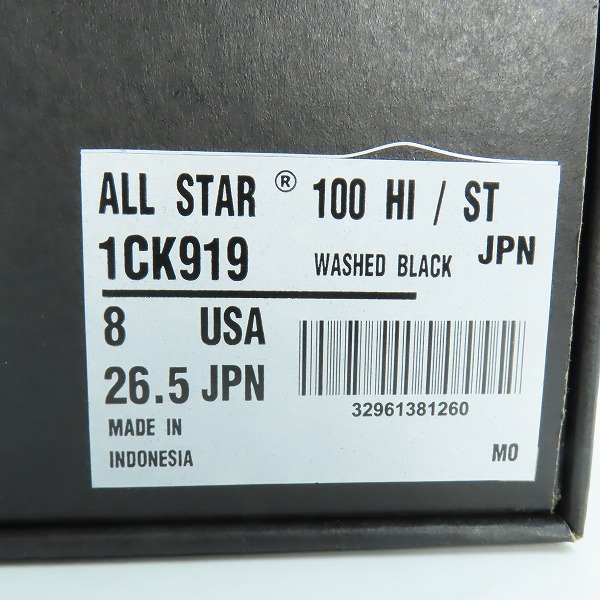 ALL STAR ® 100 HI / ST
1CK919 WASHED BLACK JPN
8 USA
26.5 JPN
32961381260
MADE IN
INDONESIA MO